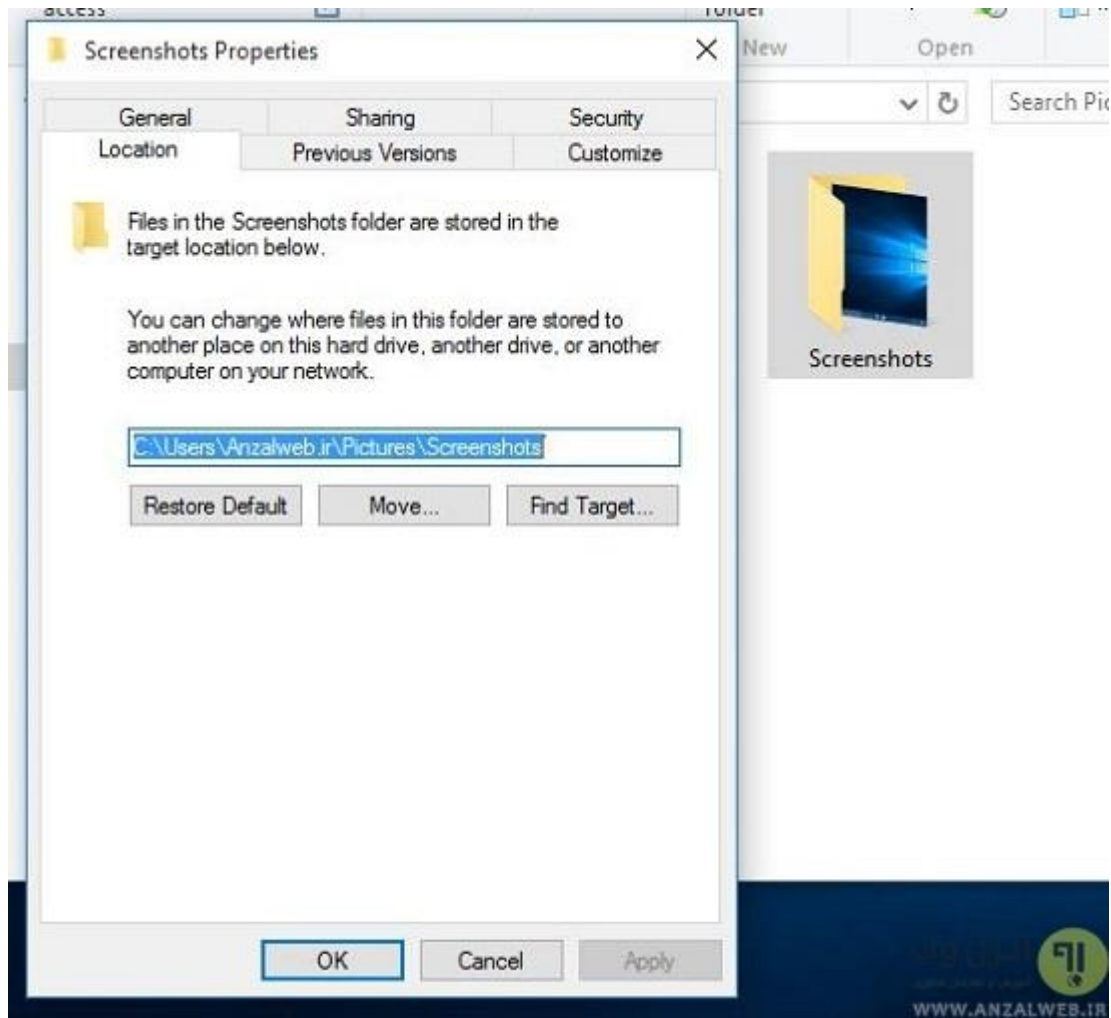 access
folder
Screenshots Properties
New
Open
General
Sharing
Security
Search Pic
Location
Previous Versions
Customize
Files in the Screenshots folder are stored in the
target location below.
You can change where files in this folder are stored to
another place on this hard drive, another drive, or another
computer on your network.
Screenshots
C:\Users\Anzalweb.ir\Pictures\Screenshots
Restore Default
Move...
Find Target...
OK
Cancel
Apply
WWW.ANZALWEB.IR